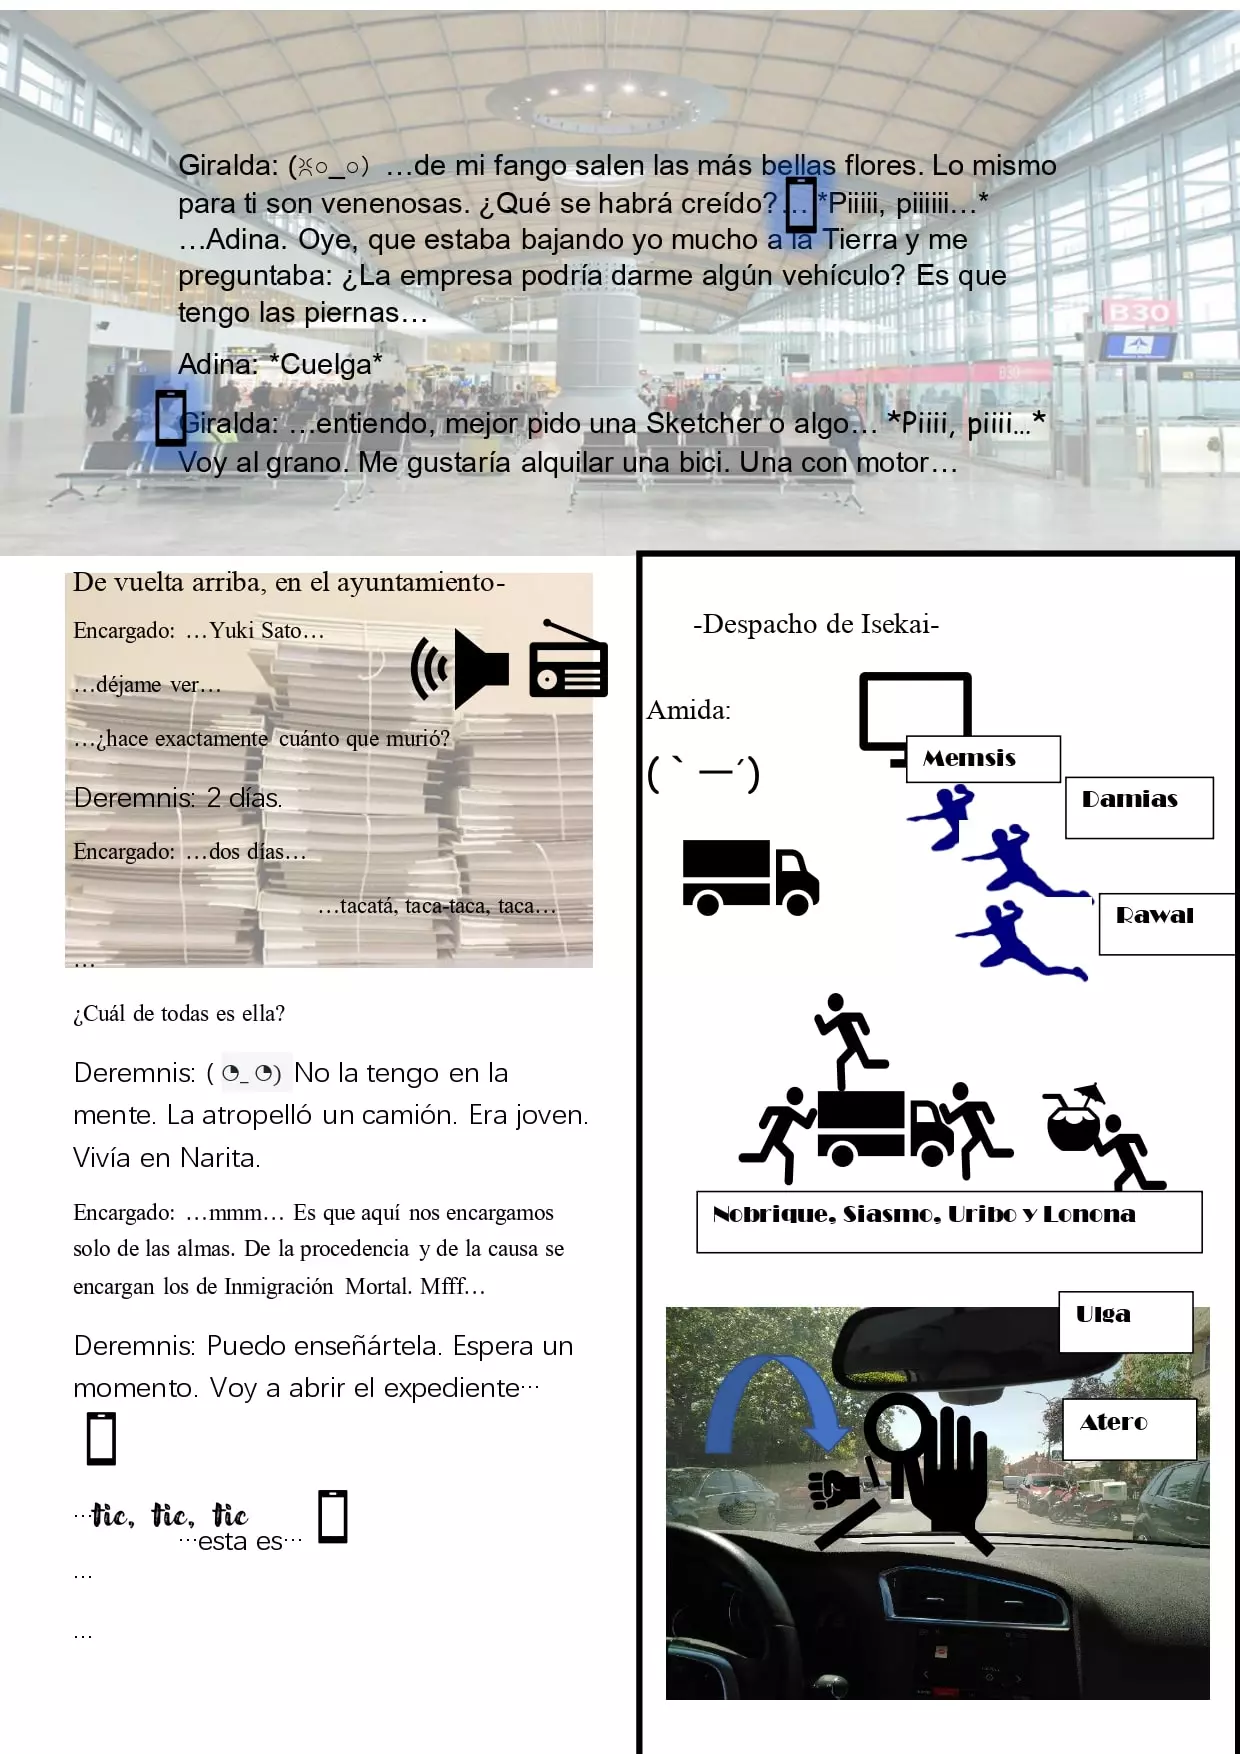 Giralda: (⁠ㆆ⁠○_○) …de mi fango salen las más bellas flores. Lo mismo
para ti son venenosas. ¿Qué se habrá creído?… *Piiiii, piiiiii…*
…Adina. Oye, que estaba bajando yo mucho a la Tierra y me
preguntaba: ¿La empresa podría darme algún vehículo? Es que
tengo las piernas…
Adina: *Cuelga*
Giralda: …entiendo, mejor pido una Sketcher o algo… *Piiii, piiii…*
Voy al grano. Me gustaría alquilar una bici. Una con motor…
B30
B30
De vuelta arriba, en el ayuntamiento-
Encargado: …Yuki Sato…
…déjame ver…
…¿hace exactamente cuánto que murió?
Deremnis: 2 días.
Encargado: …dos días…
…tacatá, taca-taca, taca…
…
¿Cuál de todas es ella?
Deremnis: ( ◔_ ◔) No la tengo en la
mente. La atropelló un camión. Era joven.
Vivía en Narita.
Encargado: …mmm… Es que aquí nos encargamos
solo de las almas. De la procedencia y de la causa se
encargan los de Inmigración Mortal. Mfff…
Deremnis: Puedo enseñártela. Espera un
momento. Voy a abrir el expediente…
…tic, tic, tic
…esta es…
…
…
-Despacho de Isekai-
Amida:
(｀―´)
Memsis
Damias
Rawal
Nobrique, Siasmo, Uribo y Lonona
Ulga
Atero